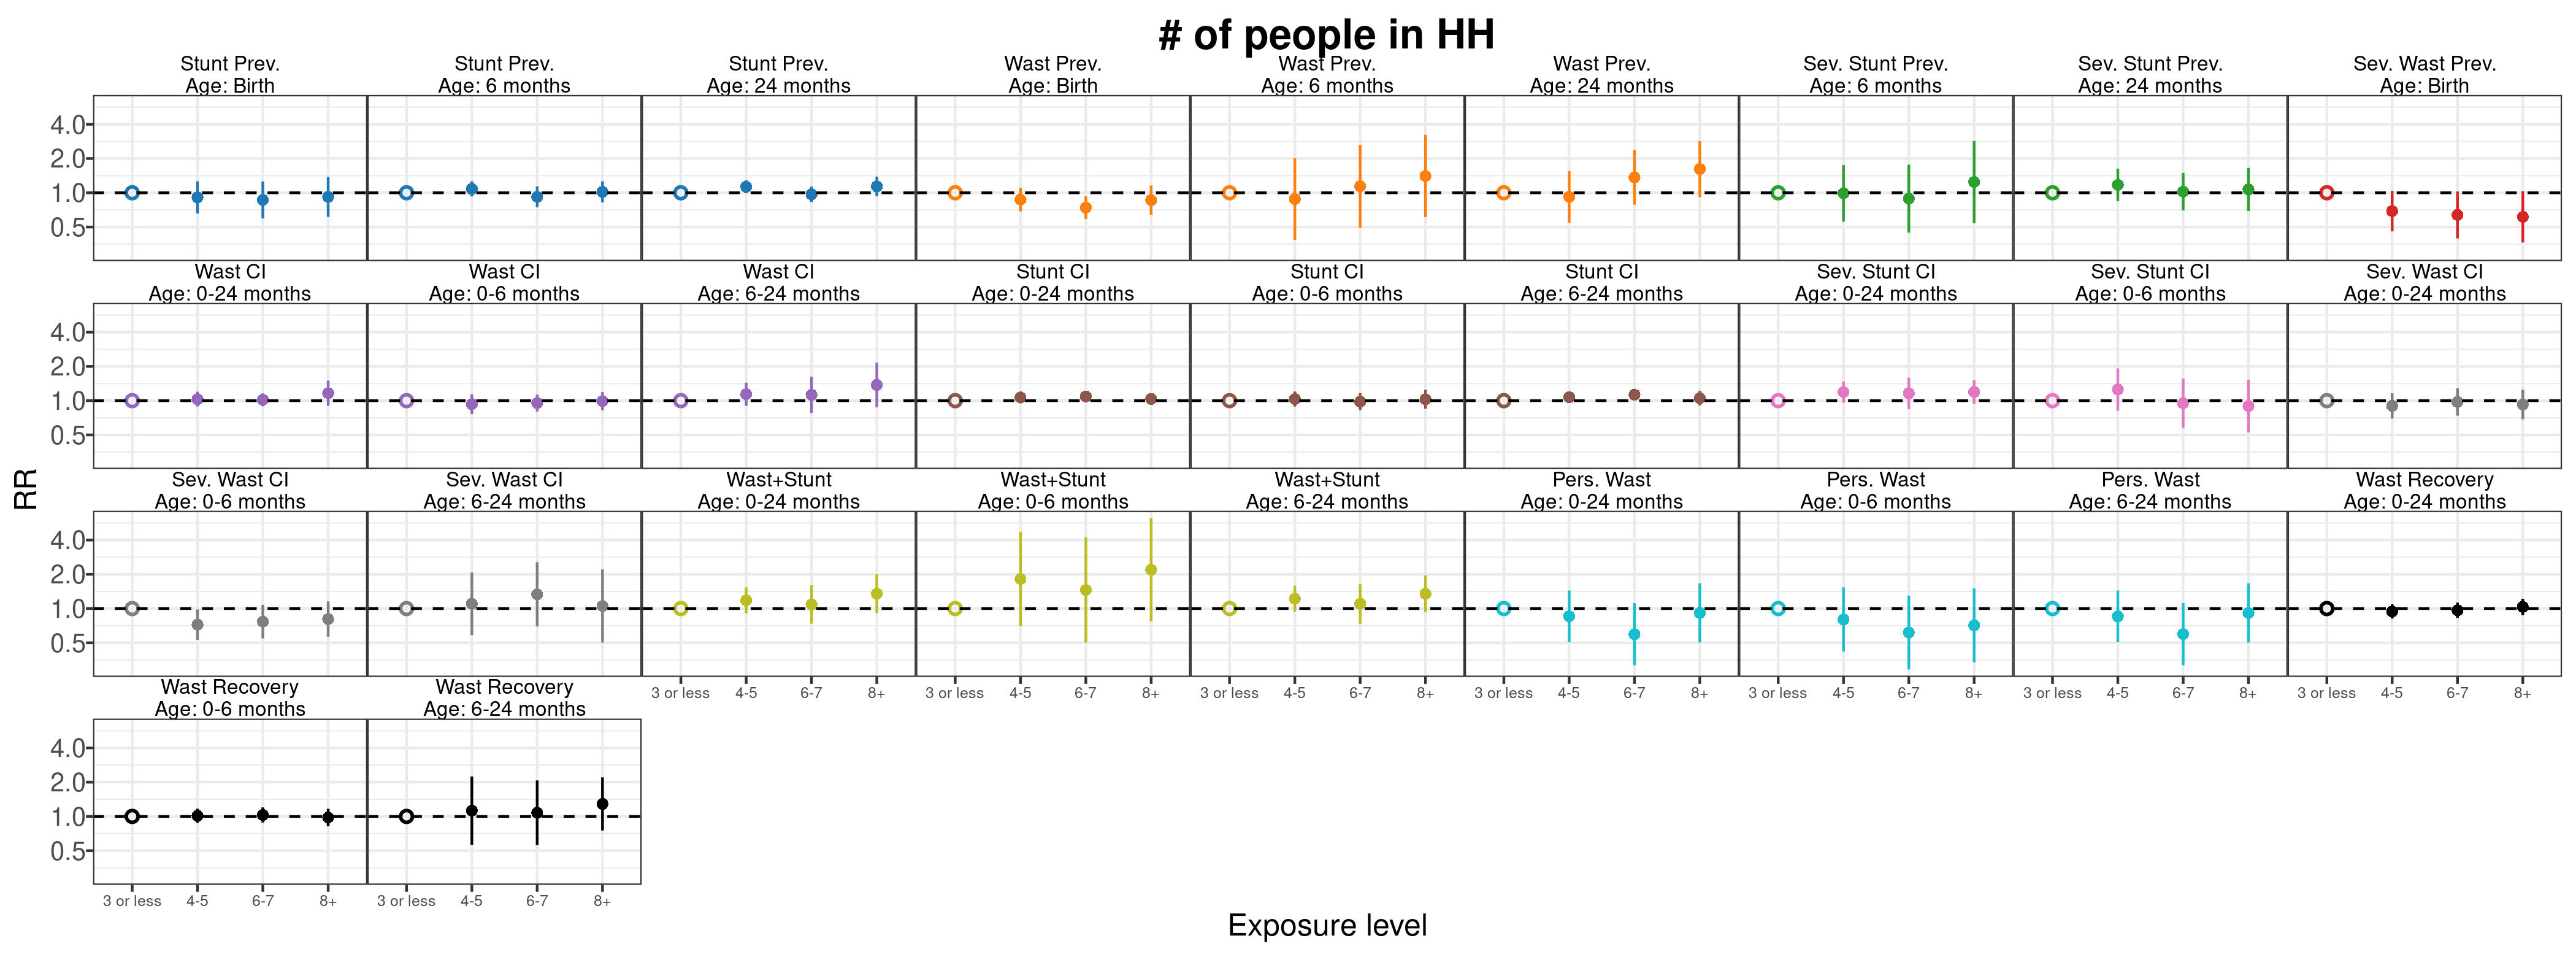 # of people in HH
Stunt Prev. Stunt Prev. Stunt Prev. Wast Prev. Wast Prev. Wast Prev. Sev. Stunt Prev. Sev. Stunt Prev. Sev. Wast Prev.
Age: Birth Age: 6 months Age: 24 months Age: Birth Age: 6 months Age: 24 months Age: 6 months Age: 24 months Age: Birth
4.0
2.0
1.0
0.5
Wast CI Wast CI Wast CI Stunt CI Stunt CI Stunt CI Sev. Stunt CI Sev. Stunt CI Sev. Wast CI
Age: 0-24 months Age: 0-6 months Age: 6-24 months Age: 0-24 months Age: 0-6 months Age: 6-24 months Age: 0-24 months Age: 0-6 months Age: 0-24 months
4.0
2.0
1.0
0.5
RR
Sev. Wast CI Sev. Wast CI Wast+Stunt Wast+Stunt Wast+Stunt Pers. Wast Pers. Wast Pers. Wast Wast Recovery
Age: 0-6 months Age: 6-24 months Age: 0-24 months Age: 0-6 months Age: 6-24 months Age: 0-24 months Age: 0-6 months Age: 6-24 months Age: 0-24 months
4.0
2.0
1.0
0.5
3 or less 4-5 6-7 8+ 3 or less 4-5 6-7 8+ 3 or less 4-5 6-7 8+ 3 or less 4-5 6-7 8+ 3 or less 4-5 6-7 8+ 3 or less 4-5 6-7 8+ 3 or less 4-5 6-7 8+
Wast Recovery Wast Recovery
Age: 0-6 months Age: 6-24 months
4.0
2.0
1.0
0.5
3 or less 4-5 6-7 8+ 3 or less 4-5 6-7 8+
Exposure level